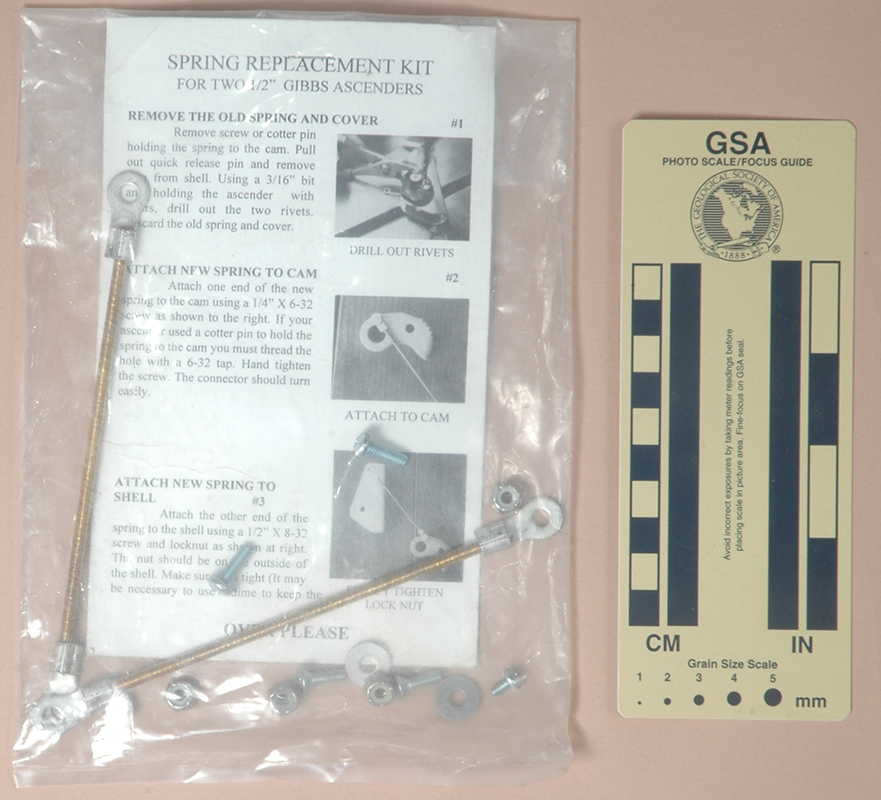 SPRING REPLACEMENT KIT
FOR TWO 1/2" GIBBS ASCENDERS
REMOVE THE OLD SPRING AND COVER
Remove screw or cotter pin
holding the spring to the cam. Pull
out quick release pin and remove
from shell. Using a 3/16" bit
and holding the ascender with
drill out the two rivets.
the old spring and cover.
#1
DRILL OUT RIVETS
ATTACH NEW SPRING TO CAM
Attach one end of the new
spring to the cam using a 1/4" X 6-32
screw as shown to the right. If your
used a cotter pin to hold the
spring to the cam you must thread the
hole with a 6-32 tap. Hand tighten
the screw. The connector should turn
easily.
#2
ATTACH TO CAM
ATTACH NEW SPRING TO
SHELL #3
Attach the other end of the
spring to the shell using a 1/2" X 8-32
screw and locknut as shown at right.
The nut should be on outside of
the shell. Make tight (It may
be necessary to use dime to keep the
TIGHTEN
LOCK NUT
OVER PLEASE
GSA
PHOTO SCALE/FOCUS GUIDE
THE GEOLOGICAL SOCIETY OF AMERICA
1888
®
Avoid incorrect exposures by taking meter readings before
placing scale in picture area. Fine-focus on GSA seal.
CM IN
Grain Size Scale
1 2 3 4 5
mm